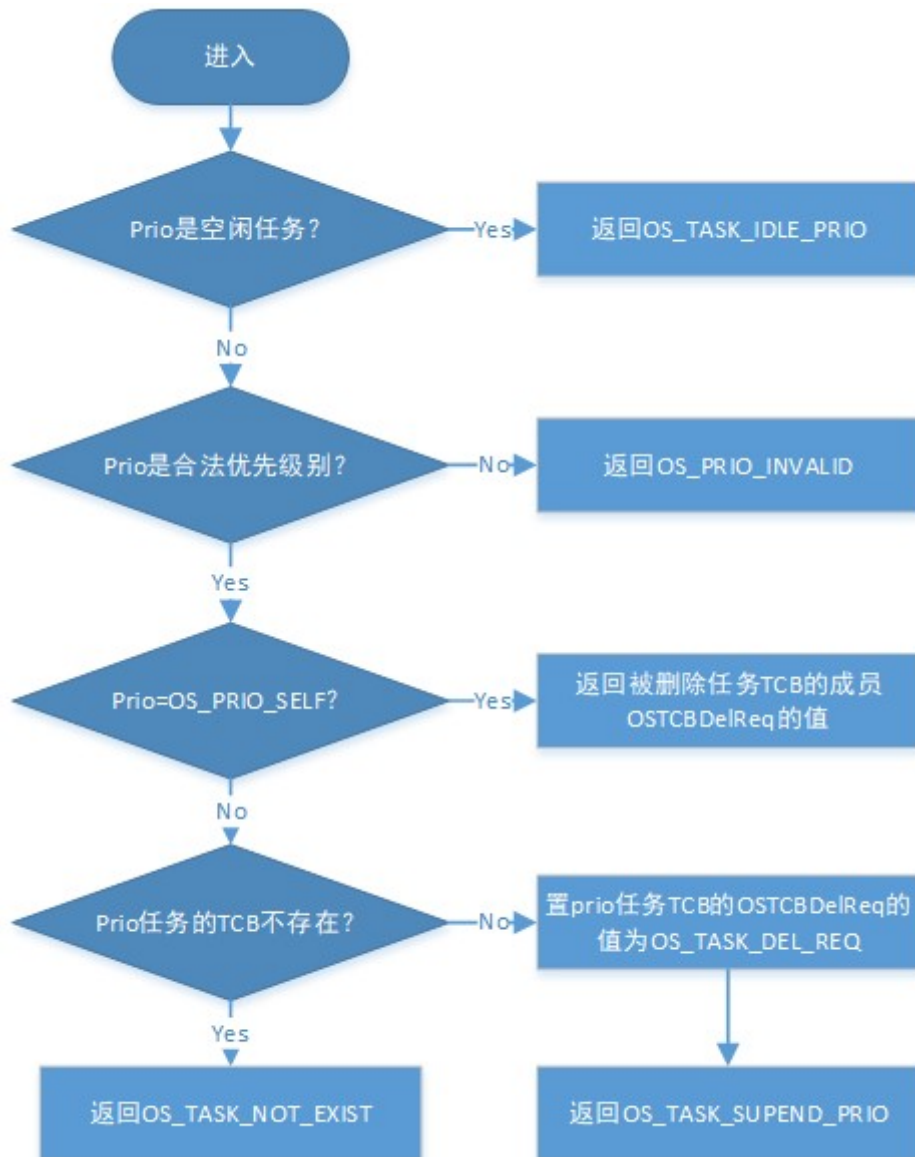 进入
Prio是空闲任务?
Yes
返回OS_TASK_IDLE_PRIO
No
Prio是合法优先级别?
No
返回OS_PRIO_INVALID
Yes
Prio=OS_PRIO_SELF?
Yes
返回被删除任务TCB的成员
OSTCBDelReq的值
No
Prio任务的TCB不存在?
No
置prio任务TCB的OSTCBDelReq的
值为OS_TASK_DEL_REQ
Yes
返回OS_TASK_NOT_EXIST
返回OS_TASK_SUPEND_PRIO